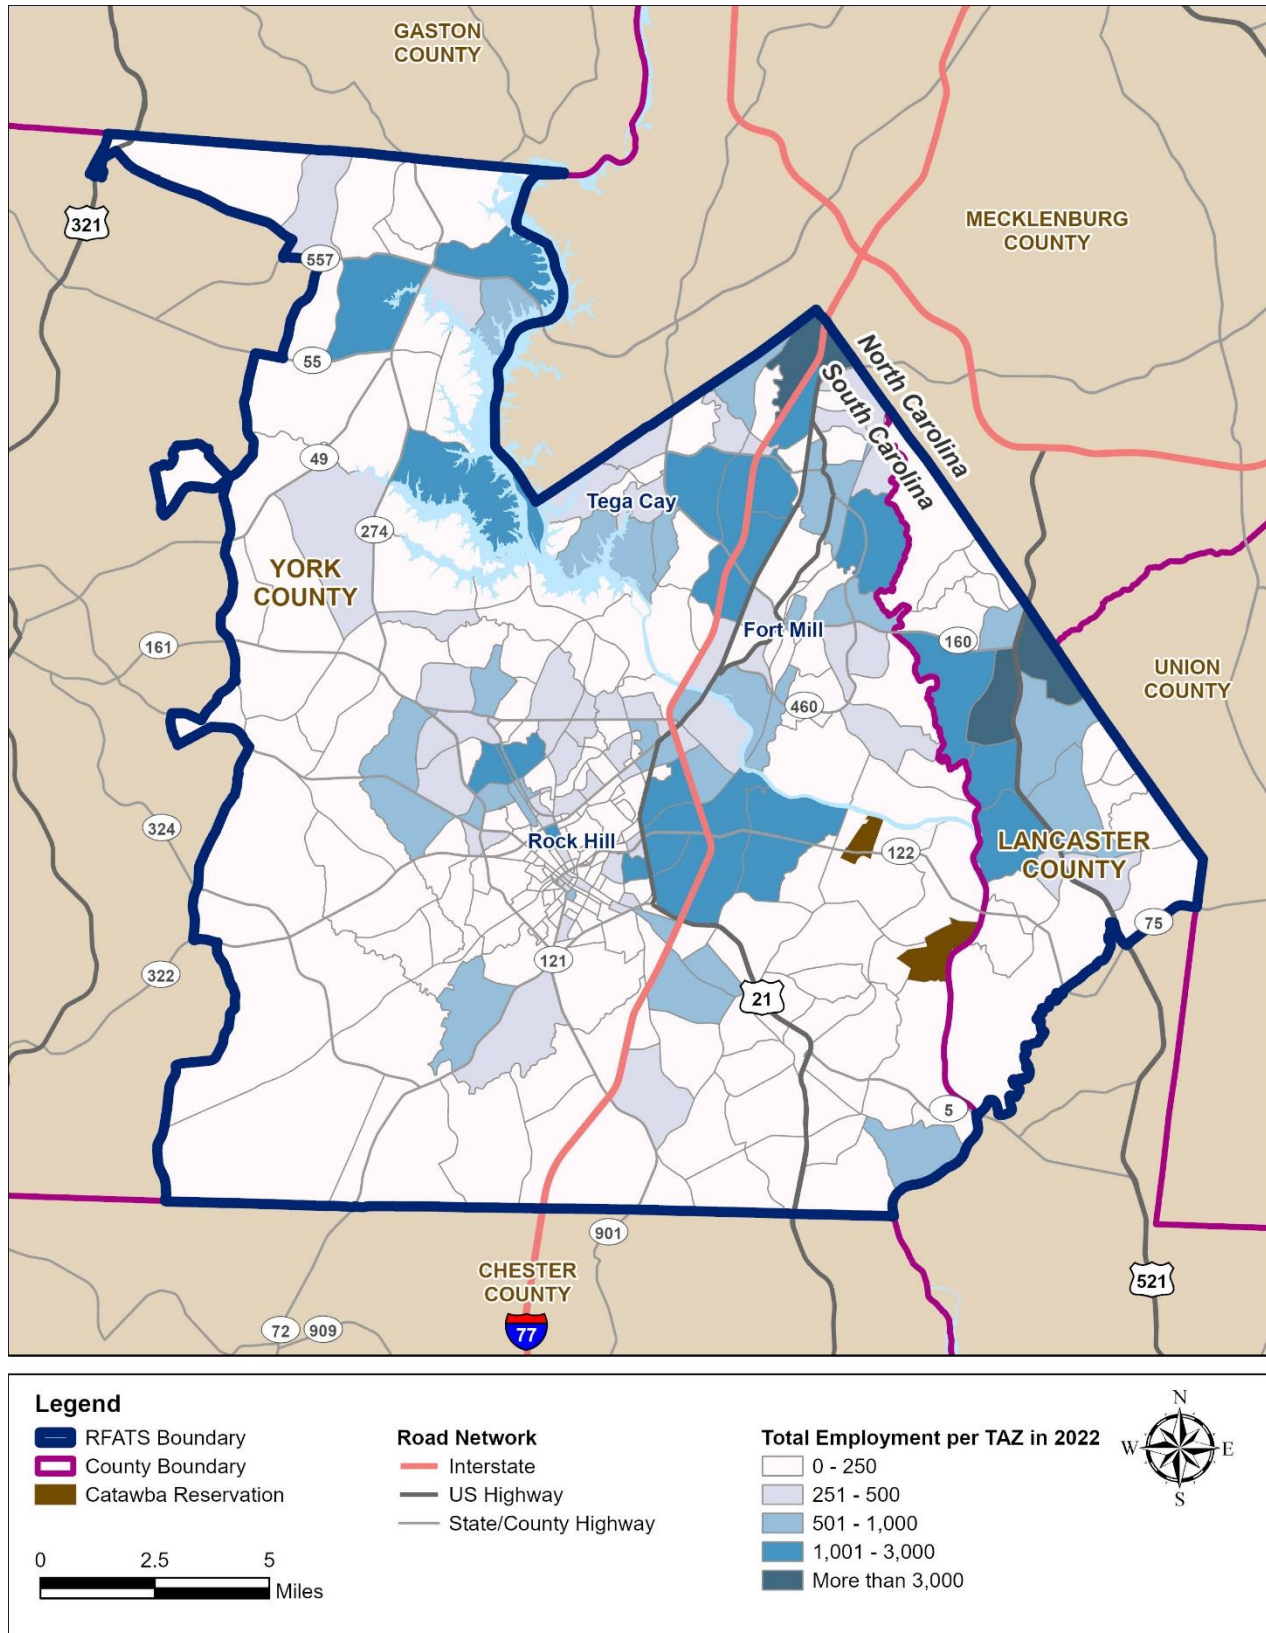 GASTON
COUNTY
MECKLENBURG
COUNTY
321
557
North Carolina
South Carolina
55
49
Tega Cay
274
YORK
COUNTY
Fort Mill
160
161
UNION
COUNTY
460
324
Rock Hill
LANCASTER
COUNTY
122
75
322
121
21
5
901
CHESTER
COUNTY
521
72
909
77
Legend
RFATS Boundary
County Boundary
Catawba Reservation
0 2.5 5
Miles
Road Network
Interstate
US Highway
State/County Highway
Total Employment per TAZ in 2022
0 - 250
251 - 500
501 - 1,000
1,001 - 3,000
More than 3,000
N
W E
S